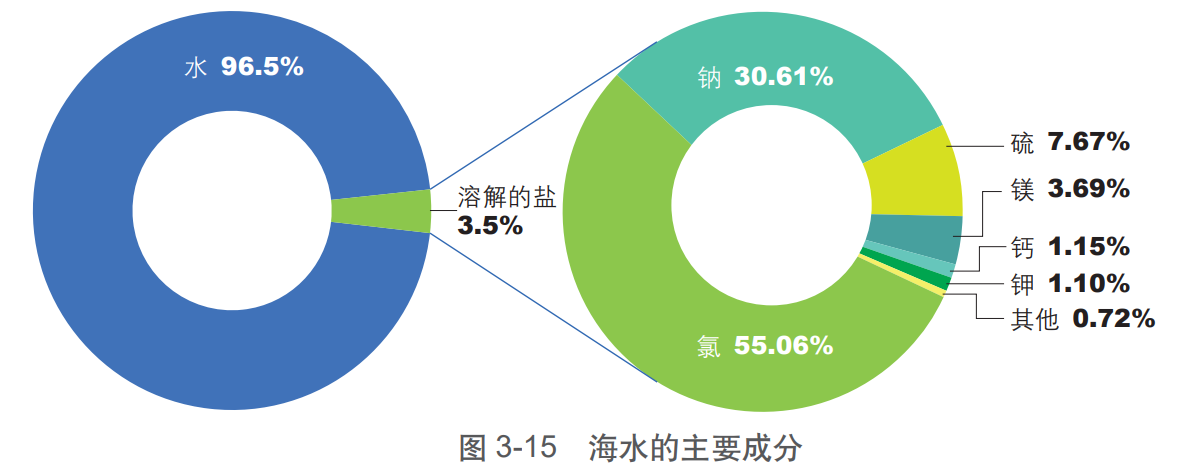 水 96.5%
溶解的盐
3.5%
钠 30.61%
硫 7.67%
镁 3.69%
钙 1.15%
钾 1.10%
其他 0.72%
氯 55.06%
图 3-15 海水的主要成分